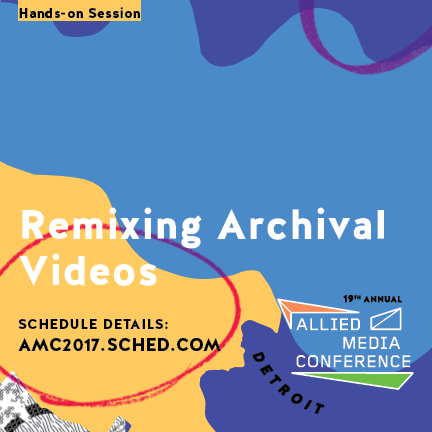 Hands-on Session
Remixing Archival
Videos
SCHEDULE DETAILS:
AMC2017.SCHED.COM
19TH ANNUAL
ALLIED
MEDIA
CONFERENCE
DETROIT